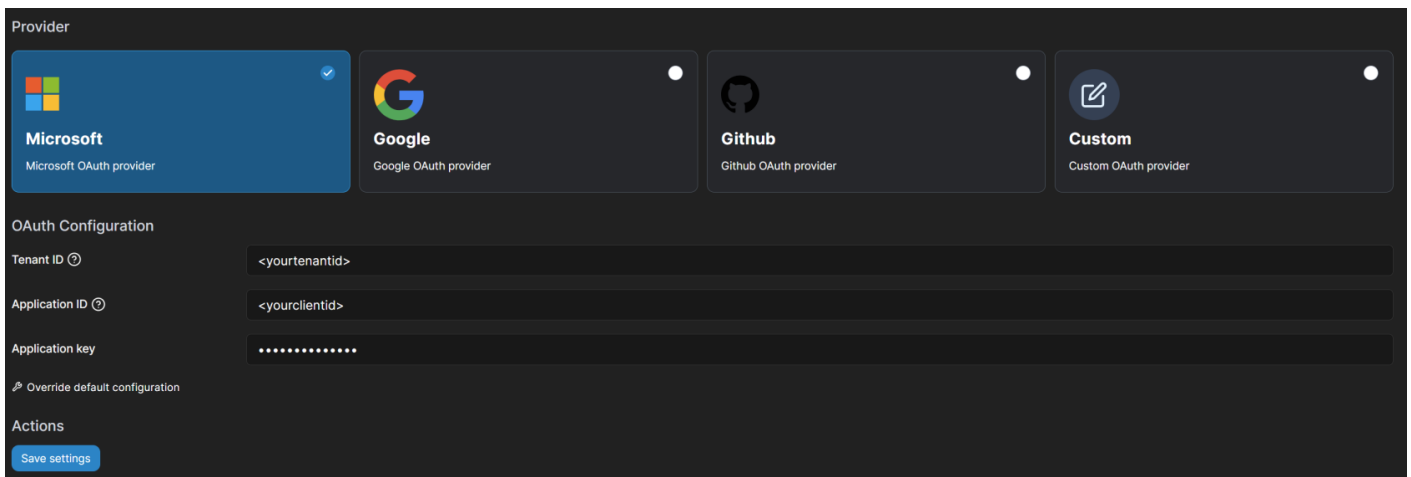 Provider
Microsoft
Microsoft OAuth provider
Google
Google OAuth provider
Github
Github OAuth provider
Custom
Custom OAuth provider
OAuth Configuration
Tenant ID
<yourtenantid>
Application ID
<yourclientid>
Application key
••••••••••••••
Override default configuration
Actions
Save settings